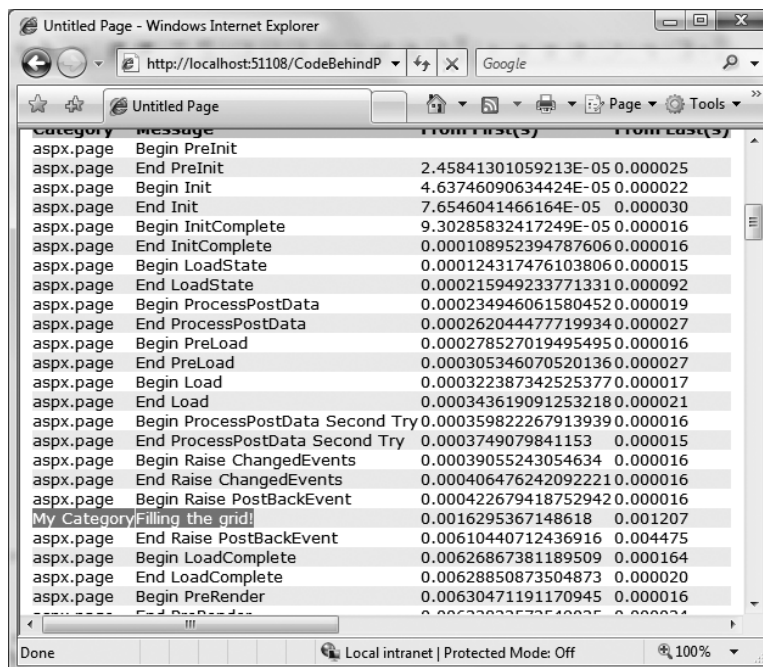 Untitled Page - Windows Internet Explorer
http://localhost:51108/CodeBehindP
Google
Untitled Page
Page
Tools
Category Message From First(s) From Last(s)
aspx.page Begin PreInit
aspx.page End PreInit 2.45841301059213E-05 0.000025
aspx.page Begin Init 4.63746090634424E-05 0.000022
aspx.page End Init 7.6546041466164E-05 0.000030
aspx.page Begin InitComplete 9.30285832417249E-05 0.000016
aspx.page End InitComplete 0.000108952394787606 0.000016
aspx.page Begin LoadState 0.000124317476103806 0.000015
aspx.page End LoadState 0.000215949233771331 0.000092
aspx.page Begin ProcessPostData 0.000234946061580452 0.000019
aspx.page End ProcessPostData 0.000262044477719934 0.000027
aspx.page Begin PreLoad 0.000278527019495495 0.000016
aspx.page End PreLoad 0.000305346070520136 0.000027
aspx.page Begin Load 0.000322387342525377 0.000017
aspx.page End Load 0.000343619091253218 0.000021
aspx.page Begin ProcessPostData Second Try 0.000359822267913939 0.000016
aspx.page End ProcessPostData Second Try 0.0003749079841153 0.000015
aspx.page Begin Raise ChangedEvents 0.00039055243054634 0.000016
aspx.page End Raise ChangedEvents 0.000406476242092221 0.000016
aspx.page Begin Raise PostBackEvent 0.000422679418752942 0.000016
My Category Filling the grid! 0.0016295367148618 0.001207
aspx.page End Raise PostBackEvent 0.00610440712436916 0.004475
aspx.page Begin LoadComplete 0.00626867381189509 0.000164
aspx.page End LoadComplete 0.00628850873504873 0.000020
aspx.page Begin PreRender 0.00630471191170945 0.000016
Done
Local intranet | Protected Mode: Off
100%